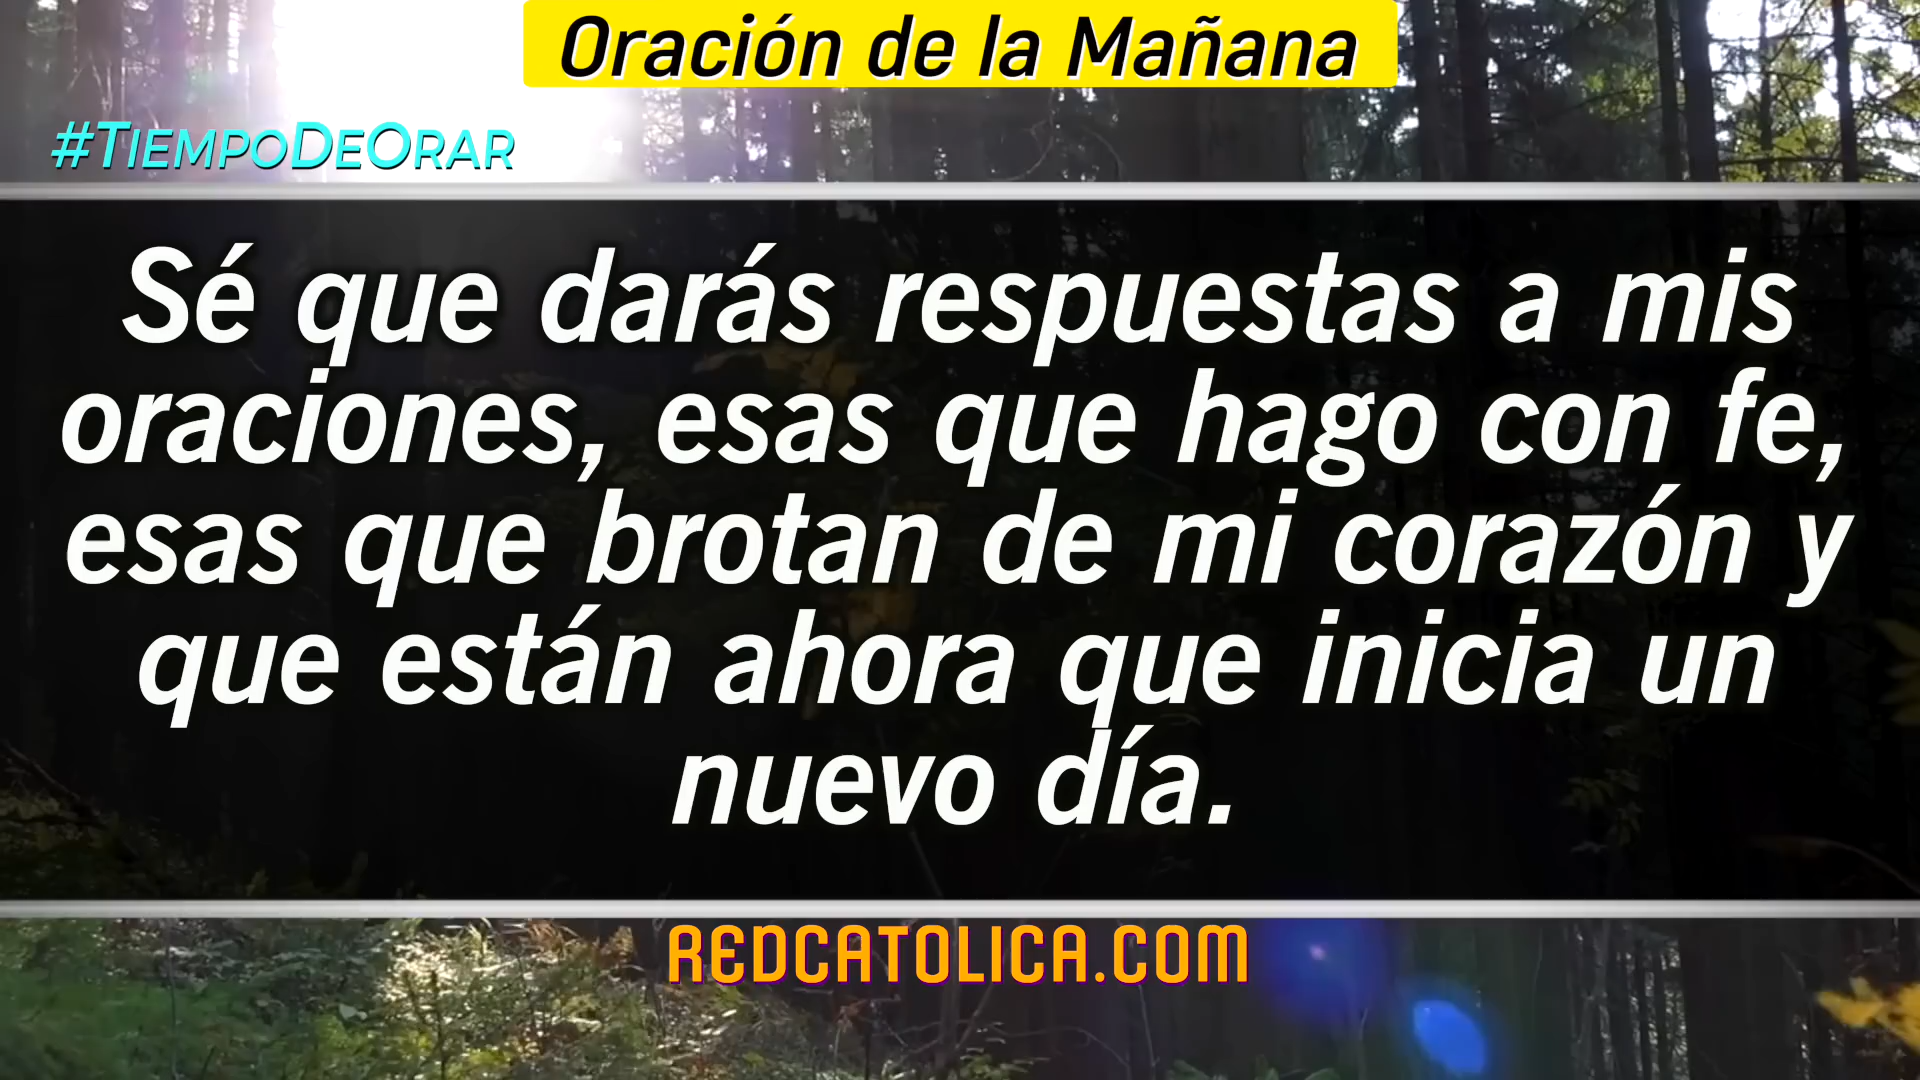 Oración de la Mañana
#TiempoDeOrar
Sé que darás respuestas a mis
oraciones, esas que hago con fe,
esas que brotan de mi corazón y
que están ahora que inicia un
nuevo día.
REDCATOLICA.COM